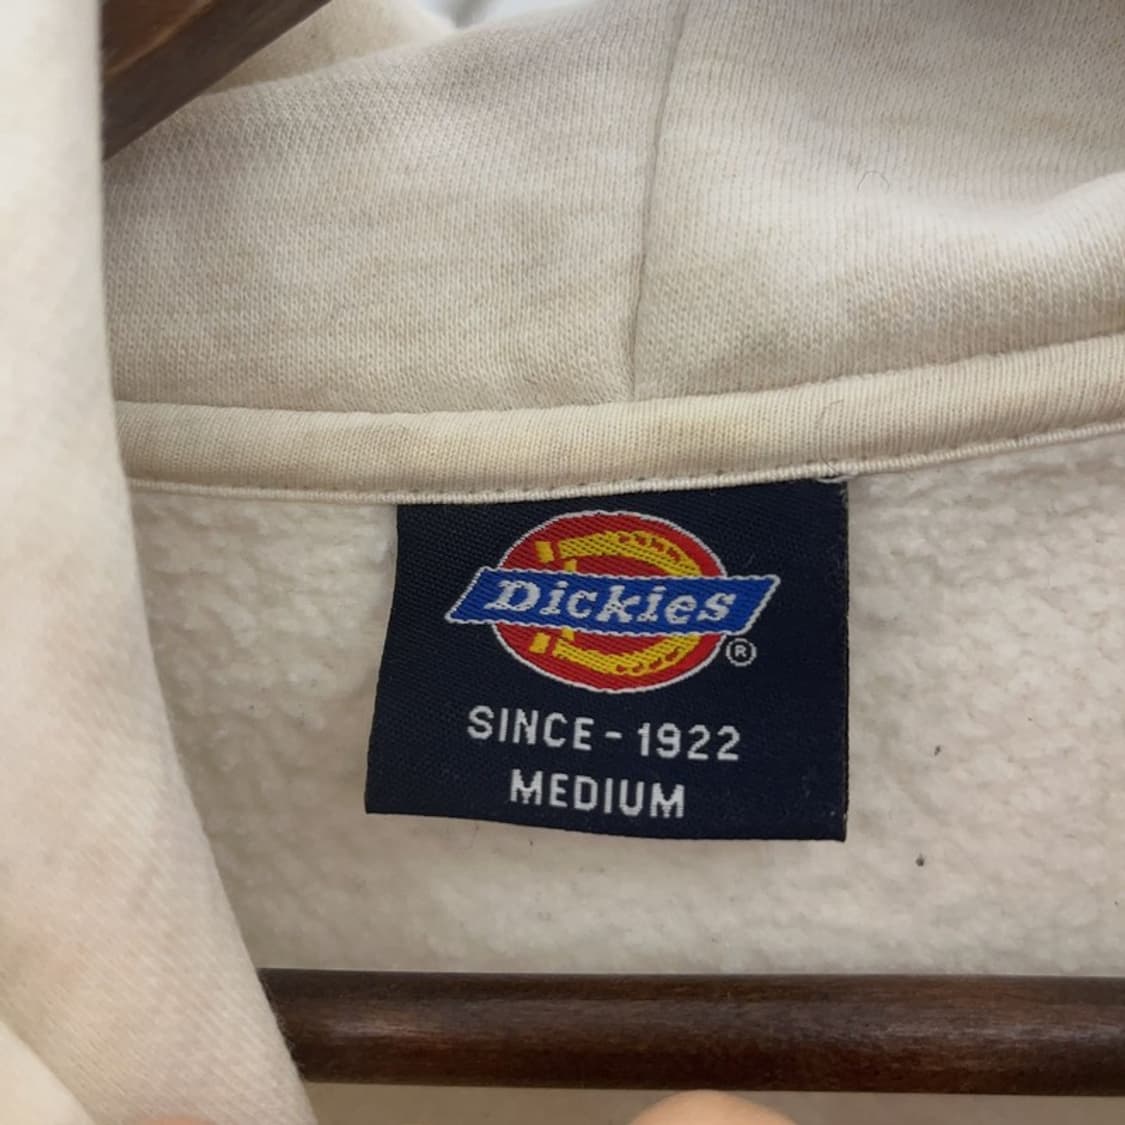 Dickies
®
SINCE - 1922
MEDIUM